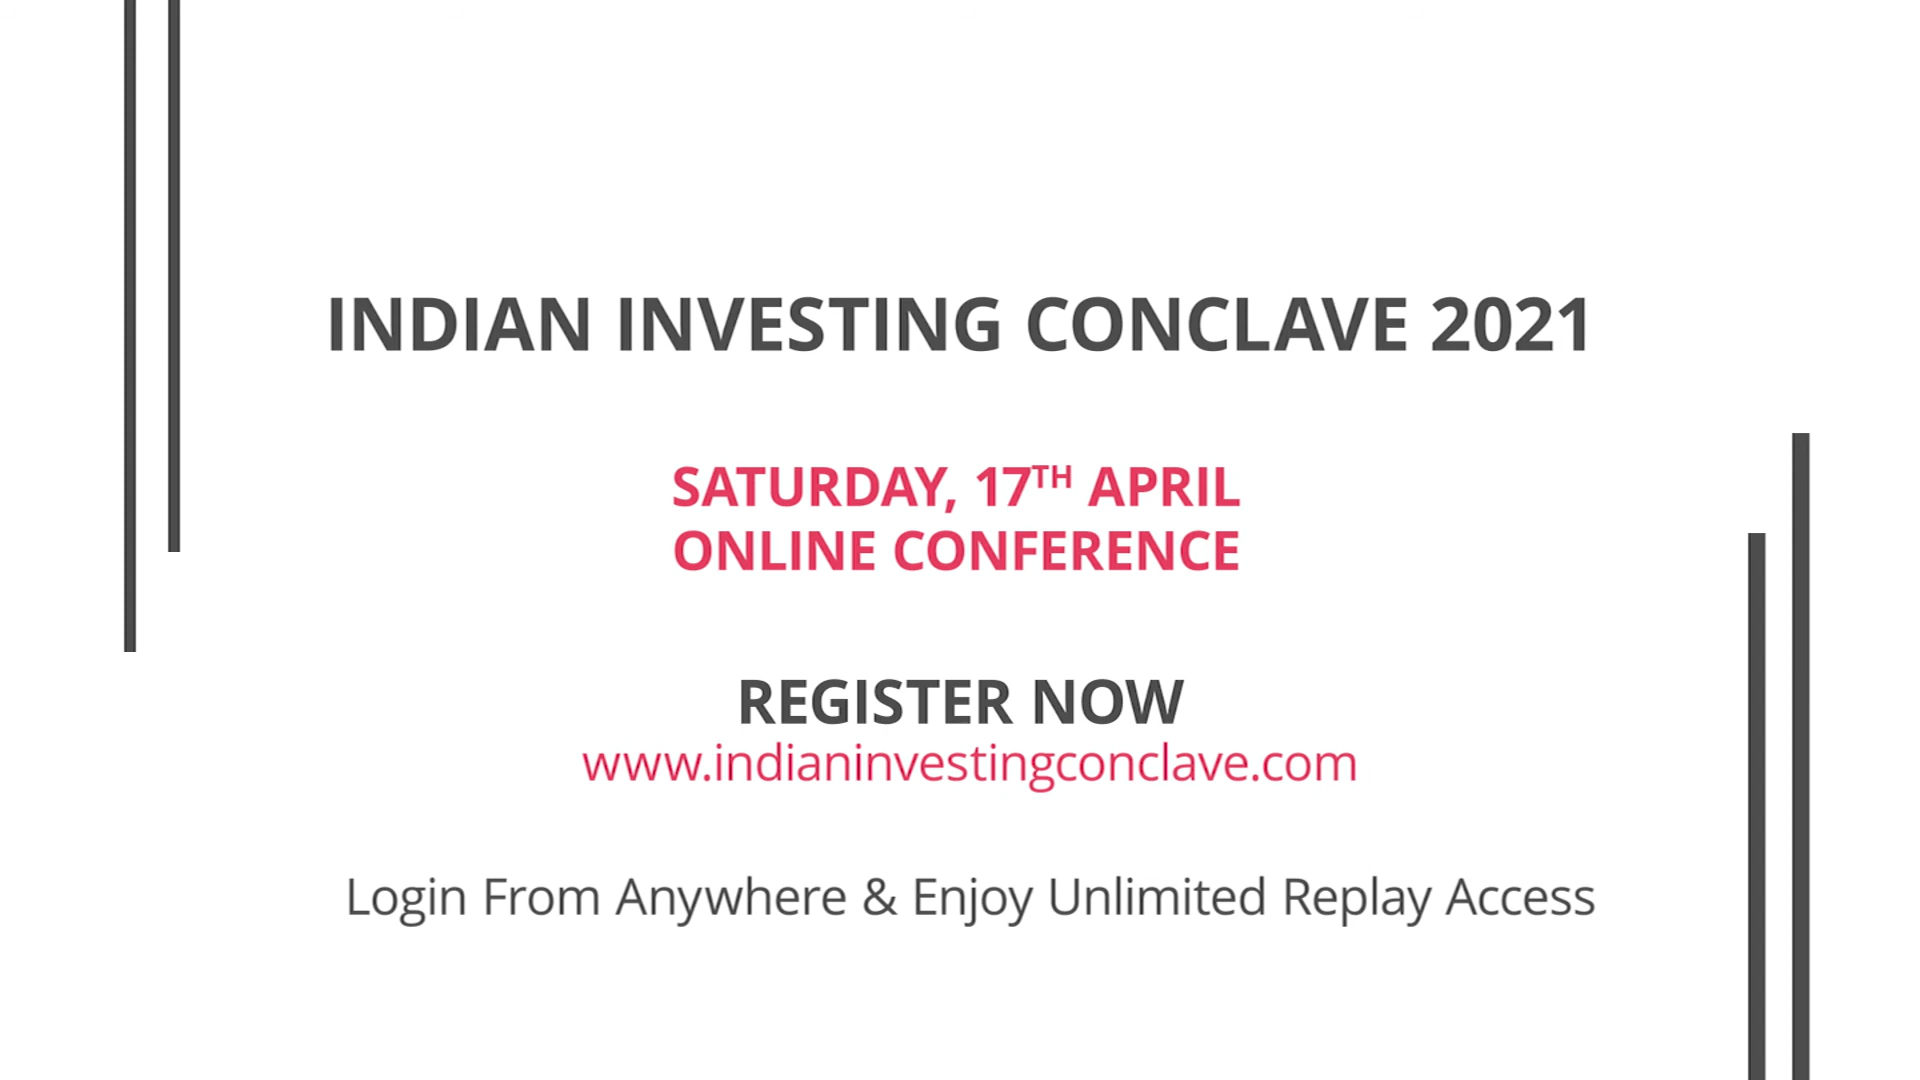 INDIAN INVESTING CONCLAVE 2021
SATURDAY, 17TH APRIL
ONLINE CONFERENCE
REGISTER NOW
www.indianinvestingconclave.com
Login From Anywhere & Enjoy Unlimited Replay Access